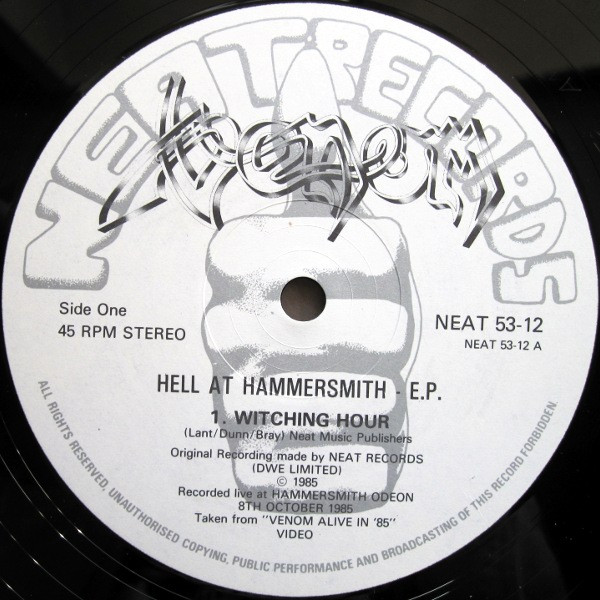 NEAT RECORDS
Venom
Side One
45 RPM STEREO
NEAT 53-12
NEAT 53-12 A
HELL AT HAMMERSMITH - E.P.
1. WITCHING HOUR
(Lant/Dunn/Bray) Neat Music Publishers
Original Recording made by NEAT RECORDS
(DWE LIMITED)
© 1985
Recorded live at HAMMERSMITH ODEON
8TH OCTOBER 1985
Taken from "VENOM ALIVE IN '85"
VIDEO
ALL RIGHTS RESERVED. UNAUTHORISED COPYING, PUBLIC PERFORMANCE AND BROADCASTING OF THIS RECORD FORBIDDEN.